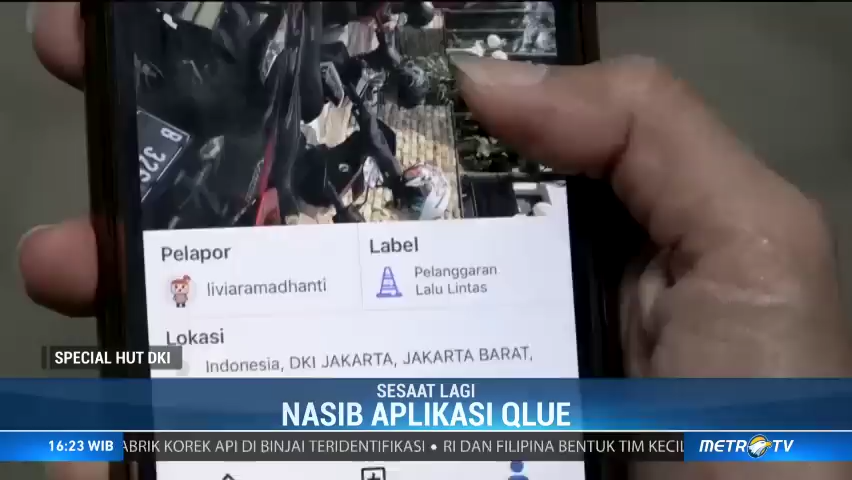 B 32
Pelapor
Label
liviaramadhanti
Pelanggaran
Lalu Lintas
Lokasi
Indonesia, DKI JAKARTA, JAKARTA BARAT,
SPECIAL HUT DKI
SESAAT LAGI
NASIB APLIKASI QLUE
16:23 WIB
ABRIK KOREK API DI BINJAI TERIDENTIFIKASI • RI DAN FILIPINA BENTUK TIM KECIL
METRO TV